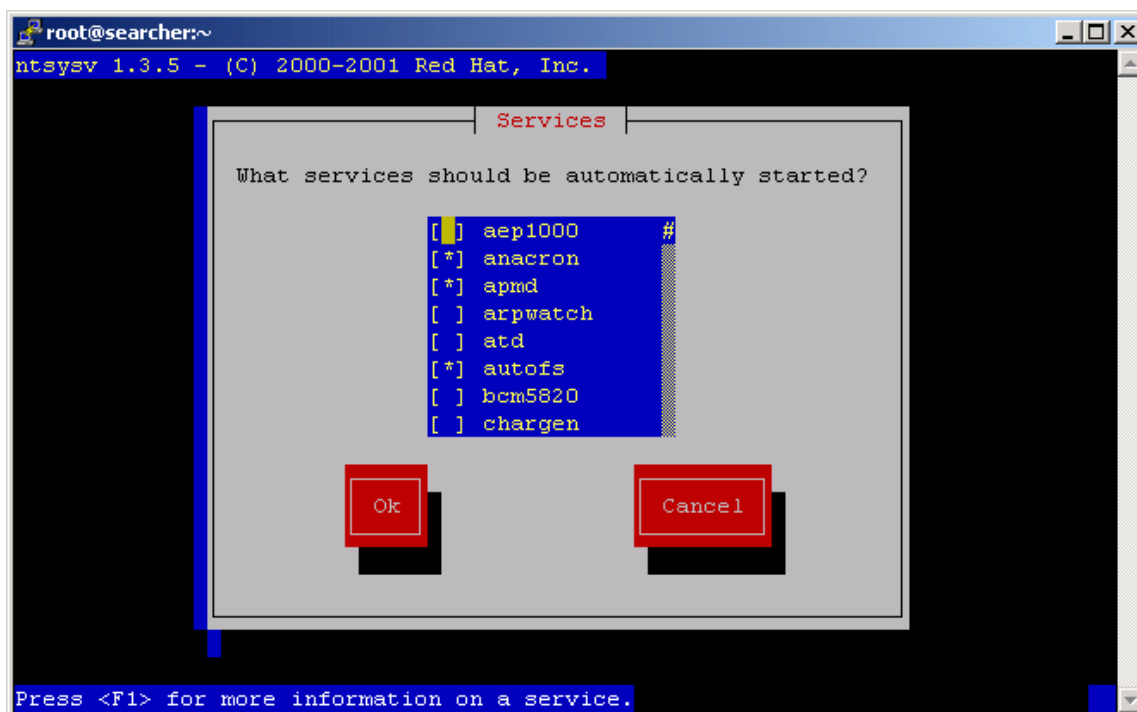 root@searcher:~
ntsysv 1.3.5 - (C) 2000-2001 Red Hat, Inc.
Services
What services should be automatically started?
[ ] aep1000 #
[*] anacron
[*] apmd
[ ] arpwatch
[ ] atd
[*] autofs
[ ] bcm5820
[ ] chargen
Ok Cancel
Press <F1> for more information on a service.